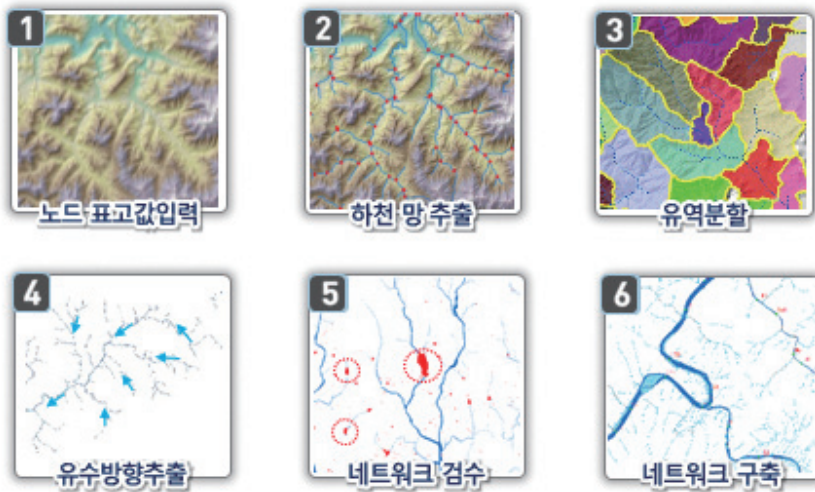 1
노드 표고값입력
2
하천 망 추출
3
유역분할
4
유수방향추출
5
네트워크 검수
6
네트워크 구축